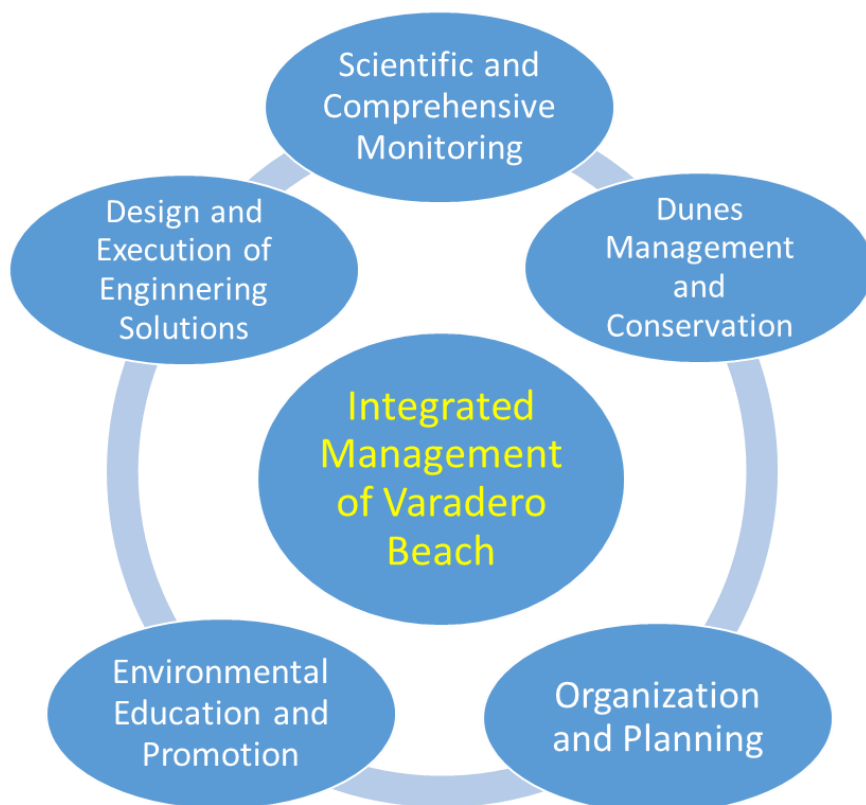 Scientific and
Comprehensive
Monitoring
Design and
Execution of
Enginnering
Solutions
Dunes
Management
and
Conservation
Integrated
Management
of Varadero
Beach
Environmental
Education and
Promotion
Organization
and Planning